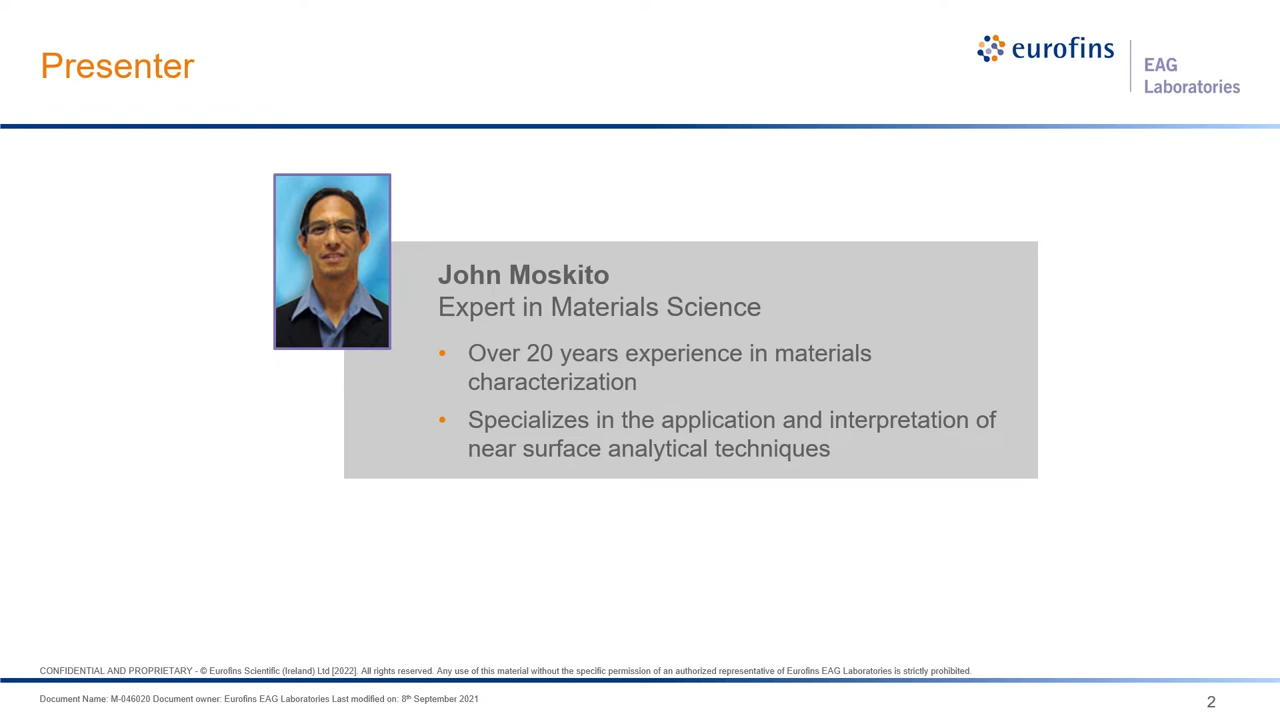 Presenter
eurofins
EAG
Laboratories
John Moskito
Expert in Materials Science
• Over 20 years experience in materials
characterization
• Specializes in the application and interpretation of
near surface analytical techniques
CONFIDENTIAL AND PROPRIETARY - © Eurofins Scientific (Ireland) Ltd [2022]. All rights reserved. Any use of this material without the specific permission of an authorized representative of Eurofins EAG Laboratories is strictly prohibited.
Document Name: M-046020 Document owner: Eurofins EAG Laboratories Last modified on: 8th September 2021
2